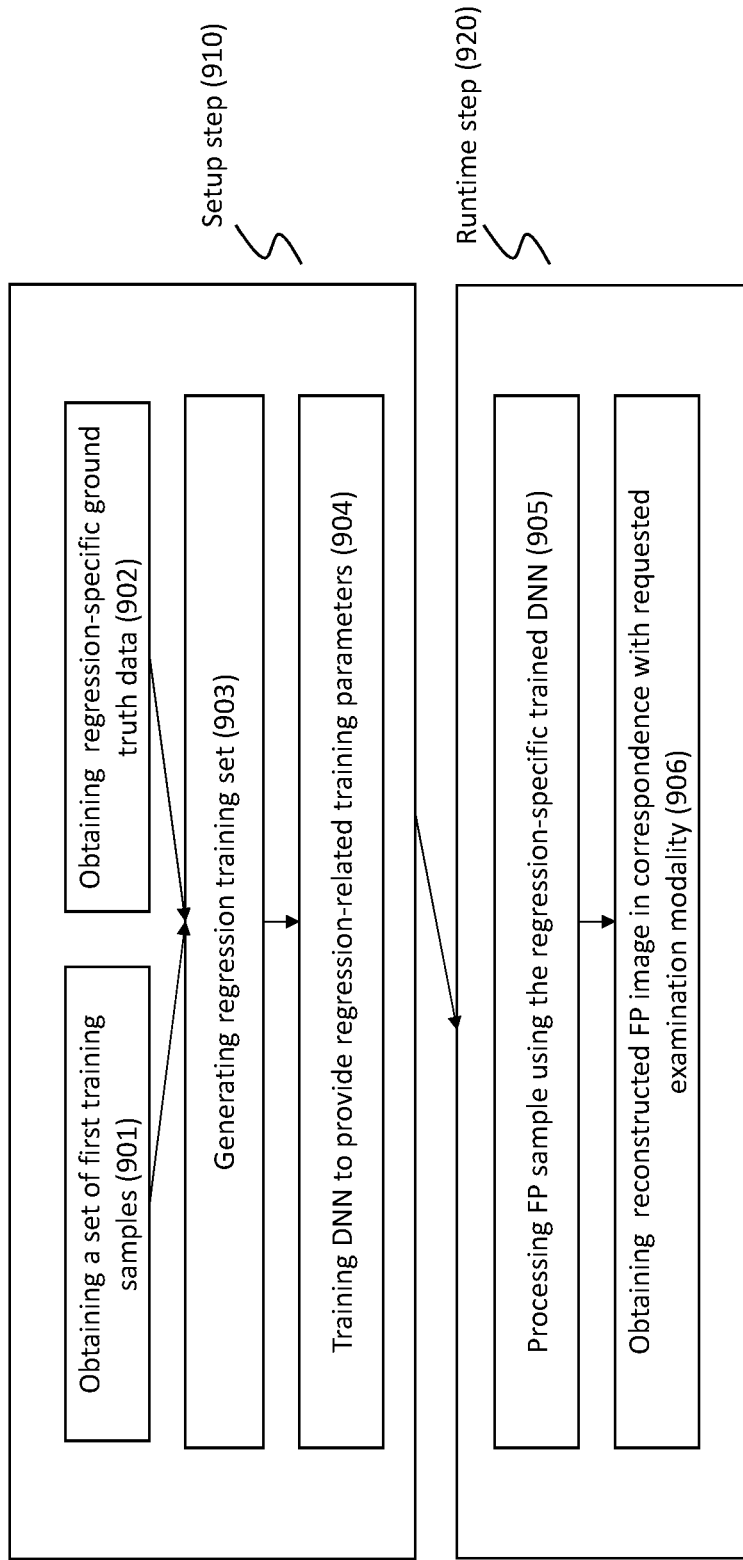 Setup step (910)
Obtaining a set of first training
samples (901)
Obtaining regression-specific ground
truth data (902)
Generating regression training set (903)
Training DNN to provide regression-related training parameters (904)
Runtime step (920)
Processing FP sample using the regression-specific trained DNN (905)
Obtaining reconstructed FP image in correspondence with requested
examination modality (906)